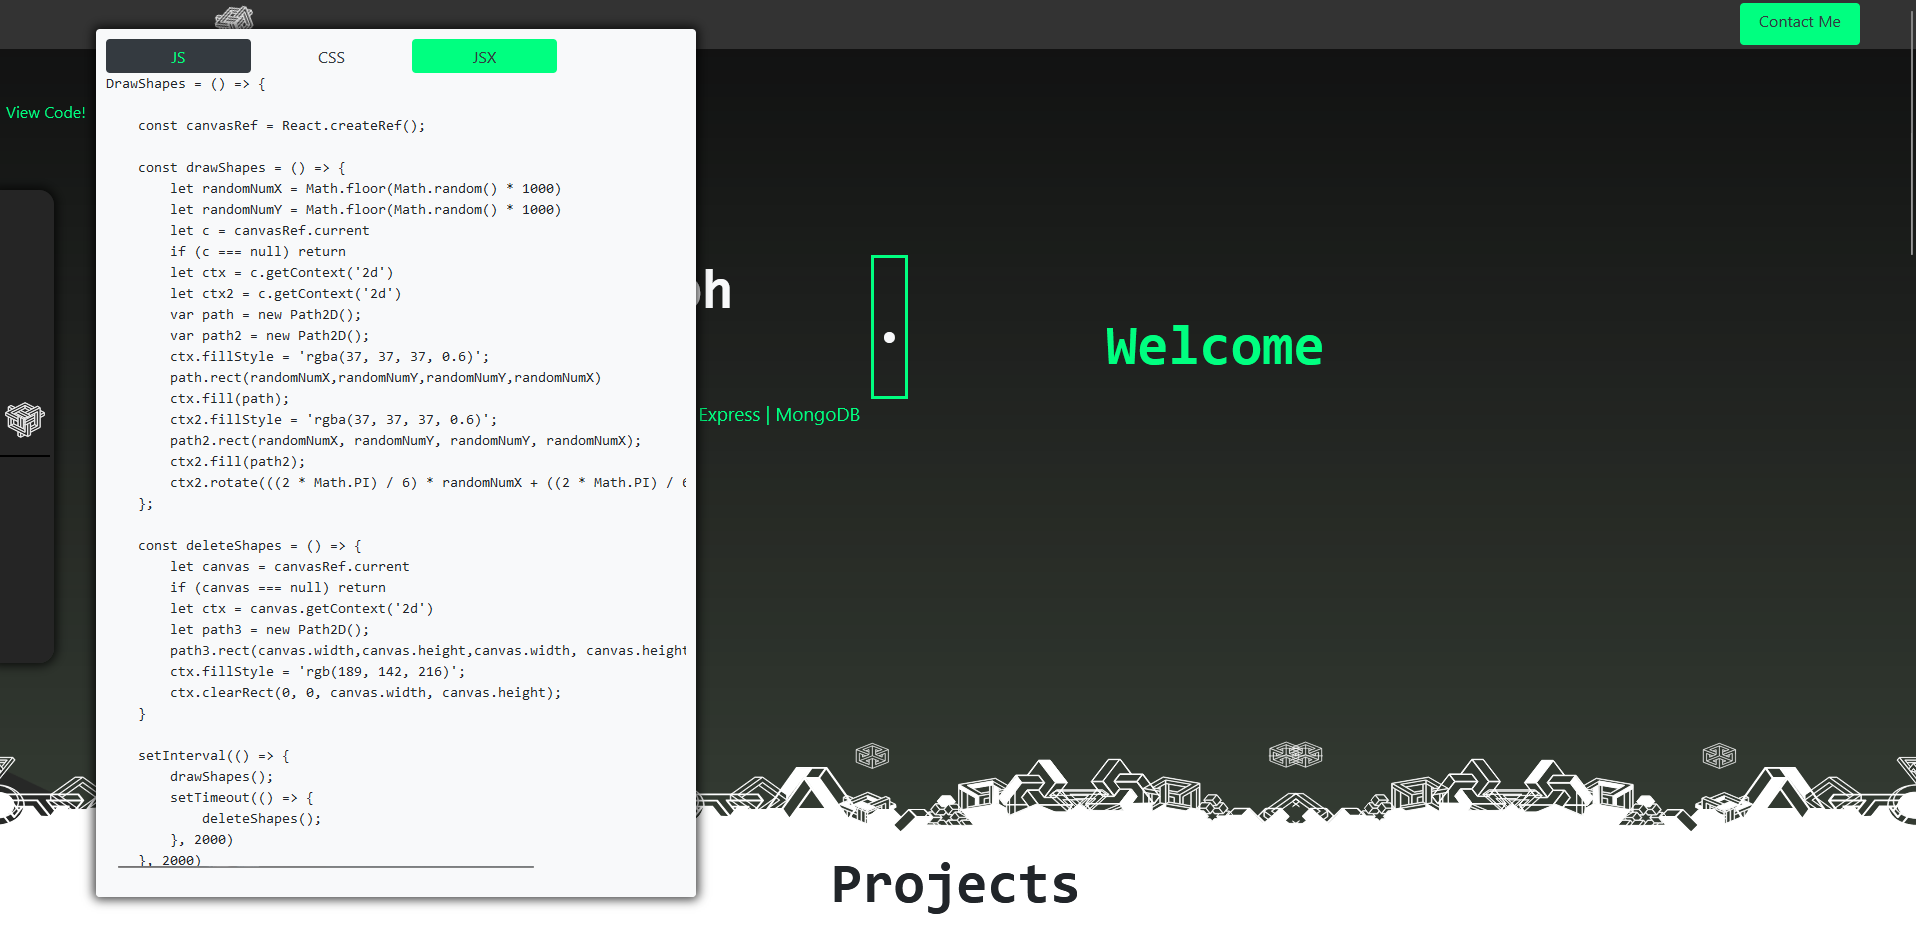 Contact Me
JS CSS JSX
View Code!
DrawShapes = () => {
const canvasRef = React.createRef();
const drawShapes = () => {
let randomNumX = Math.floor(Math.random() * 1000)
let randomNumY = Math.floor(Math.random() * 1000)
let c = canvasRef.current
if (c === null) return
let ctx = c.getContext('2d')
let ctx2 = c.getContext('2d')
var path = new Path2D();
var path2 = new Path2D();
ctx.fillStyle = 'rgba(37, 37, 37, 0.6)';
path.rect(randomNumX,randomNumY,randomNumY,randomNumX)
ctx.fill(path);
ctx2.fillStyle = 'rgba(37, 37, 37, 0.6)';
path2.rect(randomNumX, randomNumY, randomNumY, randomNumX);
ctx2.fill(path2);
ctx2.rotate(((2 * Math.PI) / 6) * randomNumX + ((2 * Math.PI) / 6
};
const deleteShapes = () => {
let canvas = canvasRef.current
if (canvas === null) return
let ctx = canvas.getContext('2d')
let path3 = new Path2D();
path3.rect(canvas.width,canvas.height,canvas.width, canvas.height
ctx.fillStyle = 'rgb(189, 142, 216)';
ctx.clearRect(0, 0, canvas.width, canvas.height);
}
setInterval(() => {
drawShapes();
setTimeout(() => {
deleteShapes();
}, 2000)
}, 2000)
Welcome
Express | MongoDB
Projects